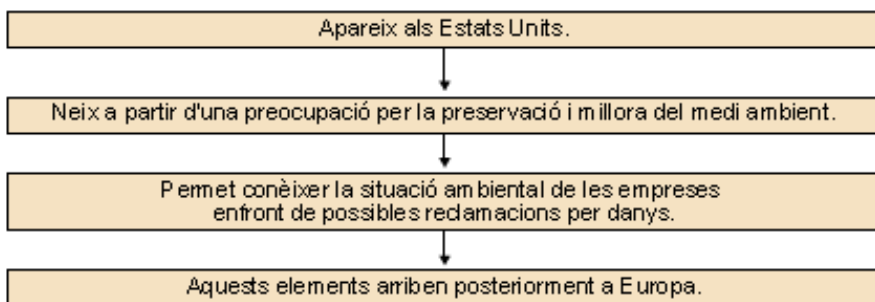 Apareix als Estats Units.
Neix a partir d'una preocupació per la preservació i millora del medi ambient.
Permet conèixer la situació ambiental de les empreses
enfront de possibles reclamacions per danys.
Aquests elements arriben posteriorment a Europa.